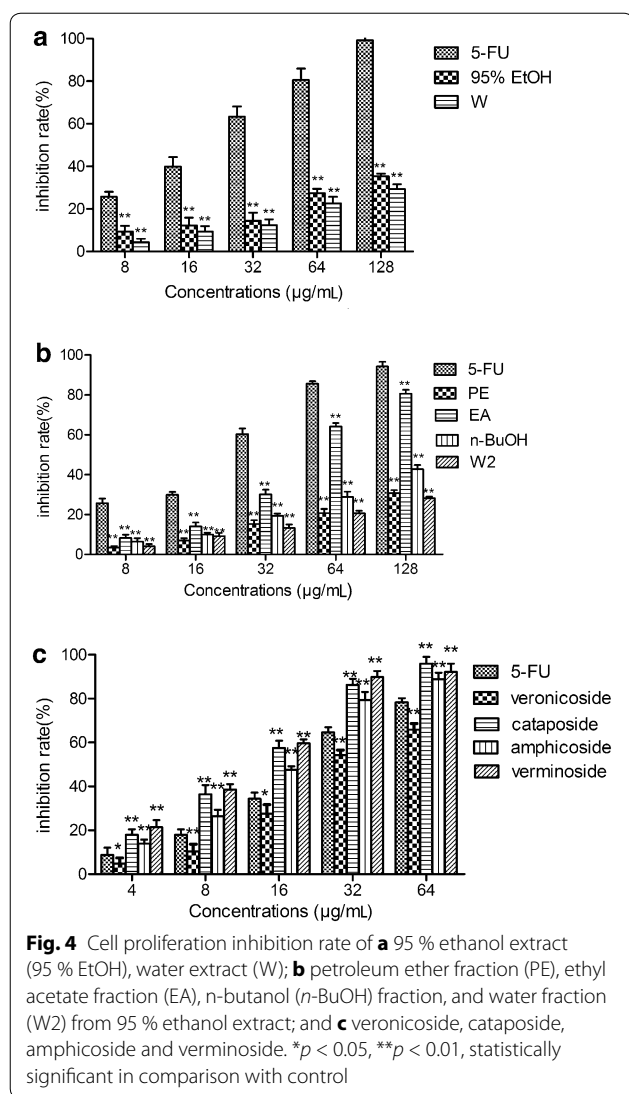 a
100
80
60
40
20
0
inhibition rate(%)
** ** ** ** ** ** ** ** ** **
8 16 32 64 128
Concentrations (µg/mL)
5-FU
95% EtOH
W
b
100
80
60
40
20
0
inhibition rate(%)
** ** ** ** ** ** ** ** ** ** ** ** ** ** ** ** ** ** ** **
8 16 32 64 128
Concentrations (µg/mL)
5-FU
PE
EA
n-BuOH
W2
c
100
80
60
40
20
0
inhibition rate(%)
* ** ** ** ** ** ** ** * ** ** ** ** ** ** ** ** ** ** **
4 8 16 32 64
Concentrations (µg/mL)
5-FU
veronicoside
cataposide
amphicoside
verminoside
Fig. 4 Cell proliferation inhibition rate of a 95 % ethanol extract
(95 % EtOH), water extract (W); b petroleum ether fraction (PE), ethyl
acetate fraction (EA), n-butanol (n-BuOH) fraction, and water fraction
(W2) from 95 % ethanol extract; and c veronicoside, cataposide,
amphicoside and verminoside. *p < 0.05, **p < 0.01, statistically
significant in comparison with control